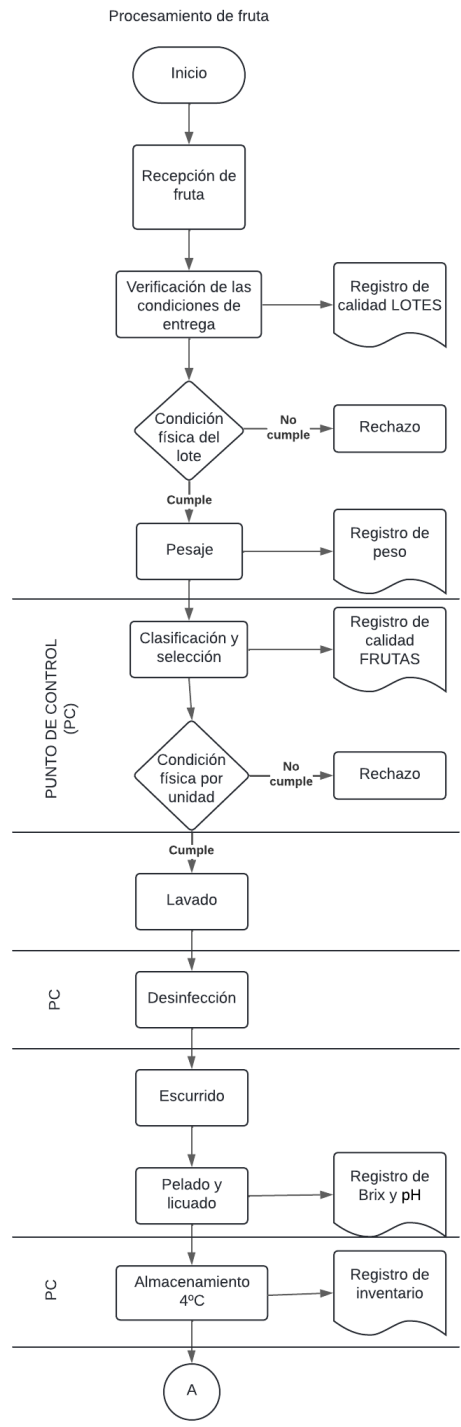 Procesamiento de fruta
Inicio
Recepción de
fruta
Verificación de las
condiciones de
entrega
Registro de
calidad LOTES
Condición
física del
lote
No
cumple
Rechazo
Cumple
Pesaje
Registro de
peso
PUNTO DE CONTROL
(PC)
Clasificación y
selección
Registro de
calidad
FRUTAS
Condición
física por
unidad
No
cumple
Rechazo
Cumple
Lavado
PC
Desinfección
Escurrido
Pelado y
licuado
Registro de
Brix y pH
PC
Almacenamiento
4ºC
Registro de
inventario
A